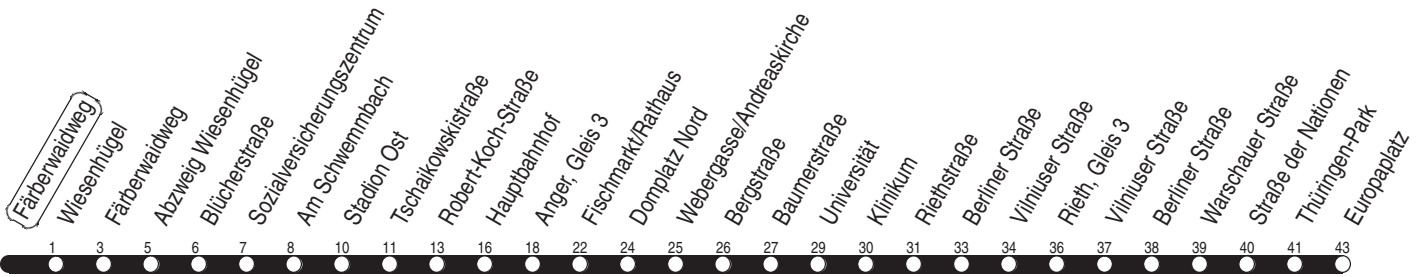 Färberwaidweg
Wiesenhügel
Färberwaidweg
Abzweig Wiesenhügel
Blücherstraße
Sozialversicherungszentrum
Am Schwemmbach
Stadion Ost
Tschaikowskistraße
Robert-Koch-Straße
Hauptbahnhof
Anger, Gleis 3
Fischmarkt/Rathaus
Domplatz Nord
Webergasse/Andreaskirche
Bergstraße
Baumerstraße
Universität
Klinikum
Riethstraße
Berliner Straße
Vilniuser Straße
Rieth, Gleis 3
Vilniuser Straße
Berliner Straße
Warschauer Straße
Straße der Nationen
Thüringen-Park
Europaplatz
1 3 5 6 7 8 10 11 13 16 18 22 24 25 26 27 29 30 31 33 34 36 37 38 39 40 41 43